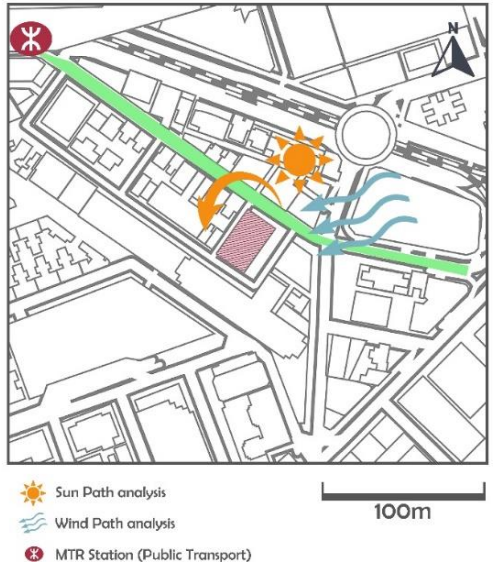 N
Sun Path analysis
Wind Path analysis
100m
MTR Station (Public Transport)